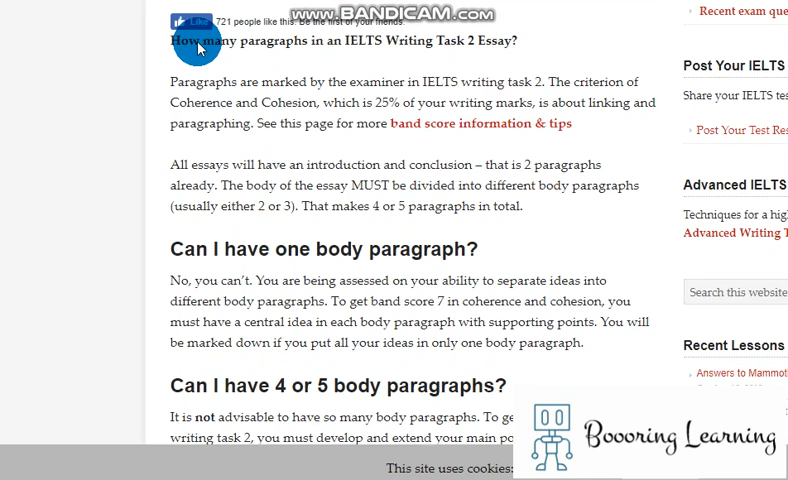 www.BANDICAM.com
Like 721 people like this. Be the first of your friends.
How many paragraphs in an IELTS Writing Task 2 Essay?
Paragraphs are marked by the examiner in IELTS writing task 2. The criterion of
Coherence and Cohesion, which is 25% of your writing marks, is about linking and
paragraphing. See this page for more band score information & tips
All essays will have an introduction and conclusion – that is 2 paragraphs
already. The body of the essay MUST be divided into different body paragraphs
(usually either 2 or 3). That makes 4 or 5 paragraphs in total.
Can I have one body paragraph?
No, you can't. You are being assessed on your ability to separate ideas into
different body paragraphs. To get band score 7 in coherence and cohesion, you
must have a central idea in each body paragraph with supporting points. You will
be marked down if you put all your ideas in only one body paragraph.
Can I have 4 or 5 body paragraphs?
It is not advisable to have so many body paragraphs. To ge
writing task 2, you must develop and extend your main po
This site uses cookies:
Recent exam que
Post Your IELTS
Share your IELTS tes
Post Your Test Res
Advanced IELTS
Techniques for a high
Advanced Writing T
Search this website
Recent Lessons
Answers to Mammoth
Boooring Learning